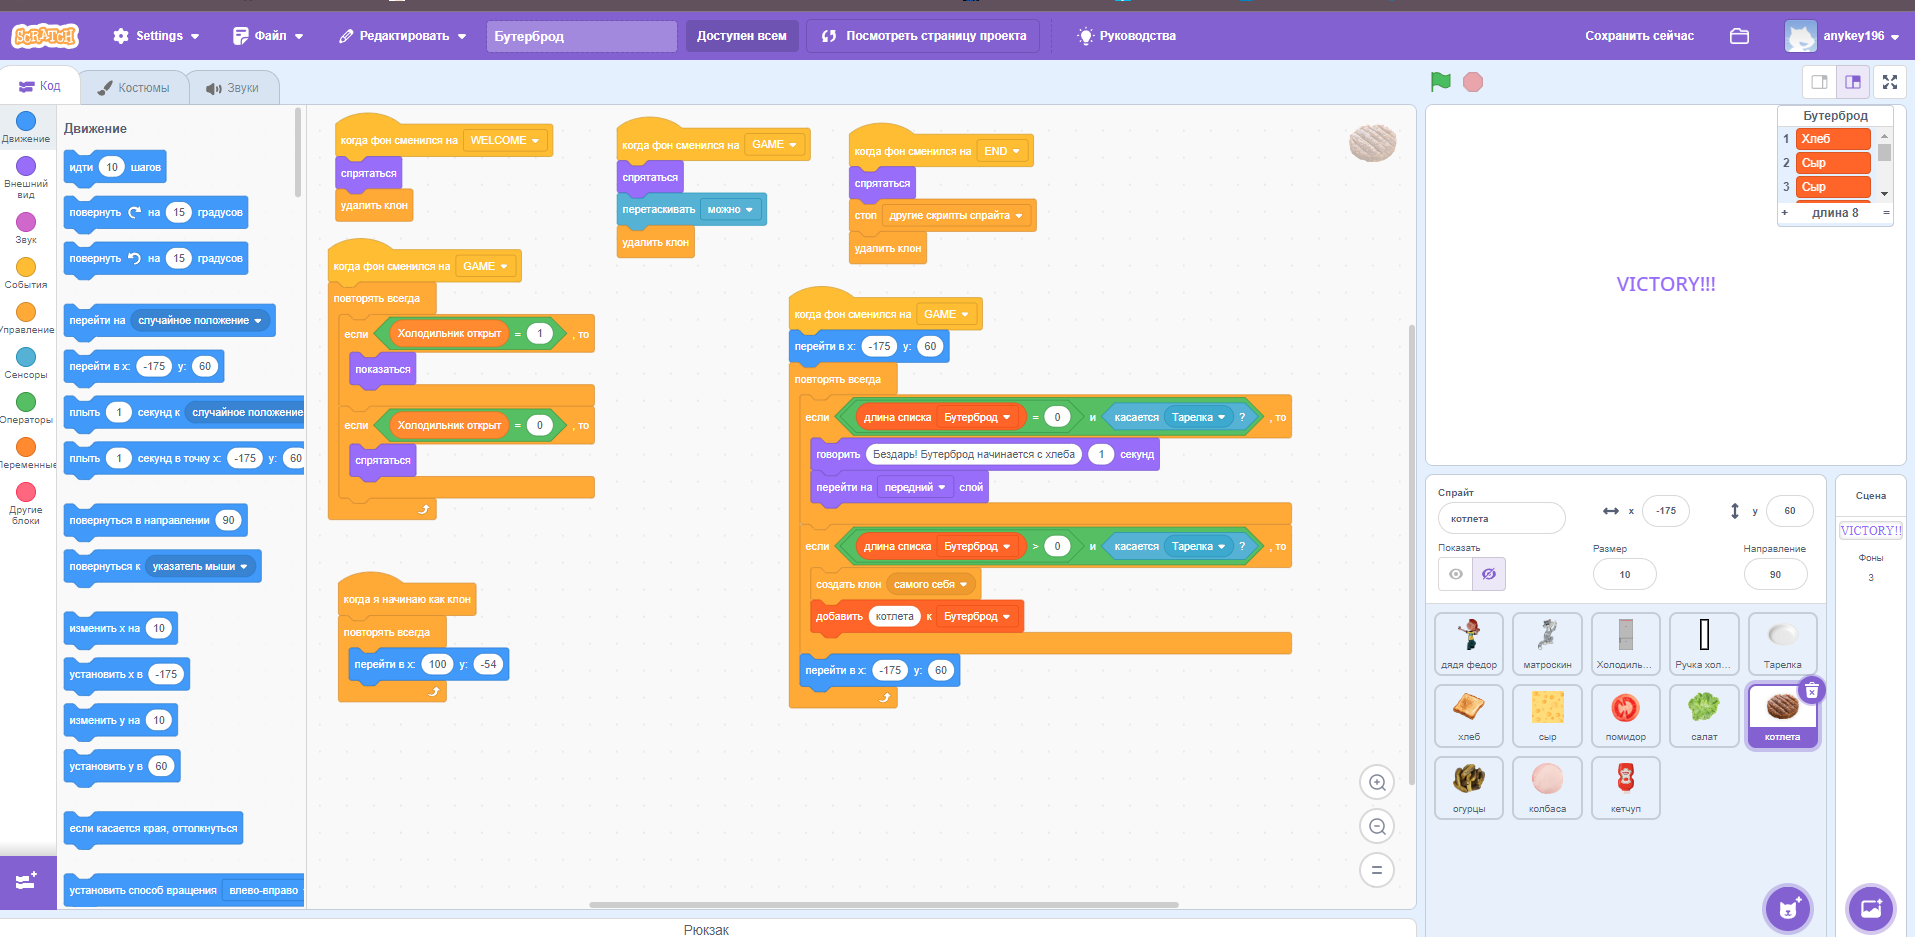 SCRATCH
Settings
Файл
Редактировать
Бутерброд
Доступен всем
Посмотреть страницу проекта
Руководства
Сохранить сейчас
anykey196
Код
Костюмы
Звуки
Движение
Внешний
вид
Звук
События
Управление
Сенсоры
Операторы
Переменные
Другие
блоки
Движение
идти 10 шагов
повернуть на 15 градусов
повернуть на 15 градусов
перейти на случайное положение
перейти в x: -175 y: 60
плыть 1 секунд к случайное положение
плыть 1 секунд в точку x: -175 y: 60
повернуться в направлении 90
повернуться к указатель мыши
изменить x на 10
установить x в -175
изменить y на 10
установить y в 60
если касается края, оттолкнуться
установить способ вращения влево-вправо
когда фон сменился на WELCOME
спрятаться
удалить клон
когда фон сменился на GAME
повторять всегда
если Холодильник открыт = 1 , то
показаться
если Холодильник открыт = 0 , то
спрятаться
когда я начинаю как клон
повторять всегда
перейти в x: 100 y: -54
когда фон сменился на GAME
спрятаться
перетаскивать можно
удалить клон
когда фон сменился на END
спрятаться
стоп другие скрипты спрайта
удалить клон
когда фон сменился на GAME
перейти в x: -175 y: 60
повторять всегда
если длина списка Бутерброд = 0 и касается Тарелка ? , то
говорить Бездарь! Бутерброд начинается с хлеба 1 секунд
перейти на передний слой
если длина списка Бутерброд > 0 и касается Тарелка ? , то
создать клон самого себя
добавить котлета к Бутерброд
перейти в x: -175 y: 60
Рюкзак
Бутерброд
1 Хлеб
2 Сыр
3 Сыр
+ длина 8 =
VICTORY!!!
Спрайт
котлета
x -175
y 60
Показать
Размер
10
Направление
90
дядя федор
матроскин
Холодиль...
Ручка хол...
Тарелка
хлеб
сыр
помидор
салат
котлета
огурцы
колбаса
кетчуп
Сцена
VICTORY!!
Фоны
3